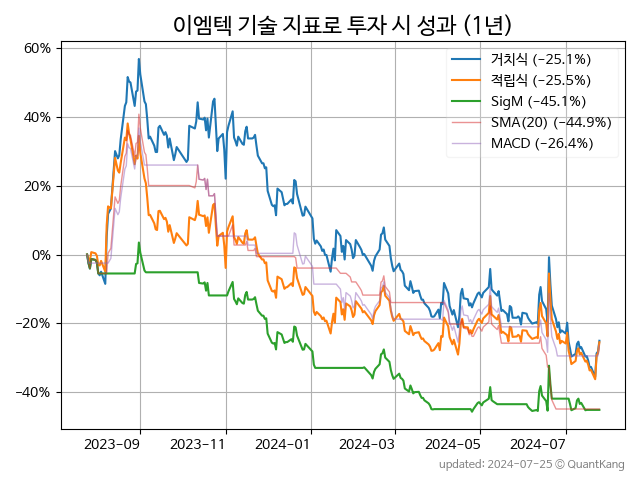 이엠텍 기술 지표로 투자 시 성과 (1년)
거치식 (−25.1%)
적립식 (−25.5%)
SigM (−45.1%)
SMA(20) (−44.9%)
MACD (−26.4%)
60%
40%
20%
0%
−20%
−40%
2023-09 2023-11 2024-01 2024-03 2024-05 2024-07
updated: 2024-07-25 © QuantKang